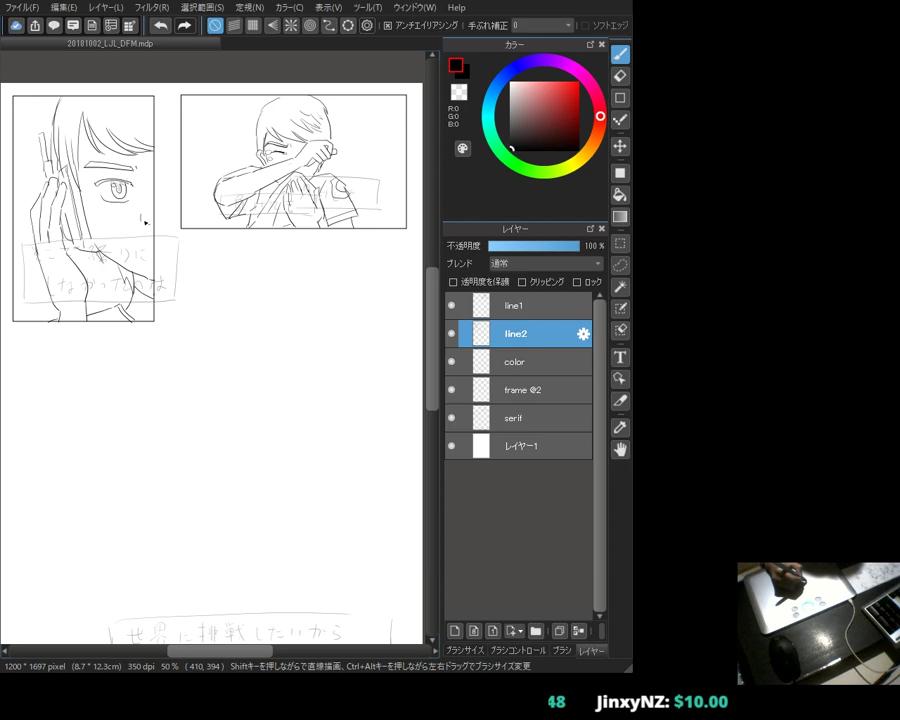 ファイル(F) 編集(E) レイヤー(L) フィルタ(R) 選択範囲(S) 定規(N) カラー(C) 表示(V) ツール(T) ウィンドウ(W) Help
アンチエイリアシング 手ぶれ補正 0 ソフトエッジ
20181002_LJL_DFM.mdp
カラー
R:0
G:0
B:0
レイヤー
不透明度 100 %
ブレンド 通常
透明度を保護 クリッピング ロック
line1
line2
color
frame @2
serif
レイヤー1
りに
しなかったのは
世界に挑戦したいから
ブラシサイズ ブラシコントロール ブラシ レイヤー
1200 * 1697 pixel (8.7 * 12.3cm) 350 dpi 50 % ( 410, 394 ) Shiftキーを押しながらで直線描画、Ctrl+Altキーを押しながら左右ドラッグでブラシサイズ変更
48 JinxyNZ: $10.00